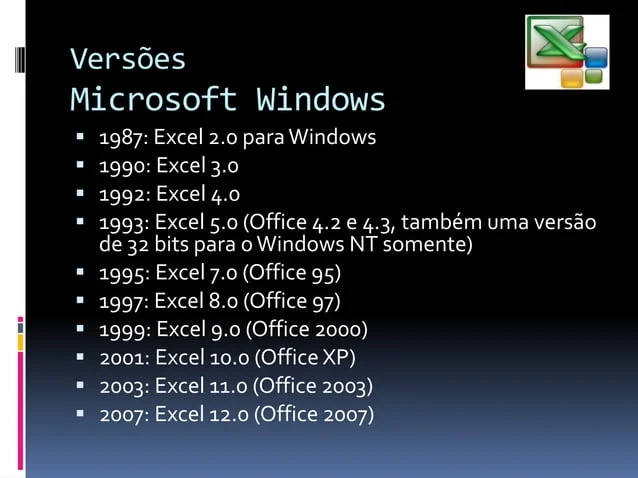 Versões
Microsoft Windows
▪ 1987: Excel 2.0 para Windows
▪ 1990: Excel 3.0
▪ 1992: Excel 4.0
▪ 1993: Excel 5.0 (Office 4.2 e 4.3, também uma versão
de 32 bits para o Windows NT somente)
▪ 1995: Excel 7.0 (Office 95)
▪ 1997: Excel 8.0 (Office 97)
▪ 1999: Excel 9.0 (Office 2000)
▪ 2001: Excel 10.0 (Office XP)
▪ 2003: Excel 11.0 (Office 2003)
▪ 2007: Excel 12.0 (Office 2007)